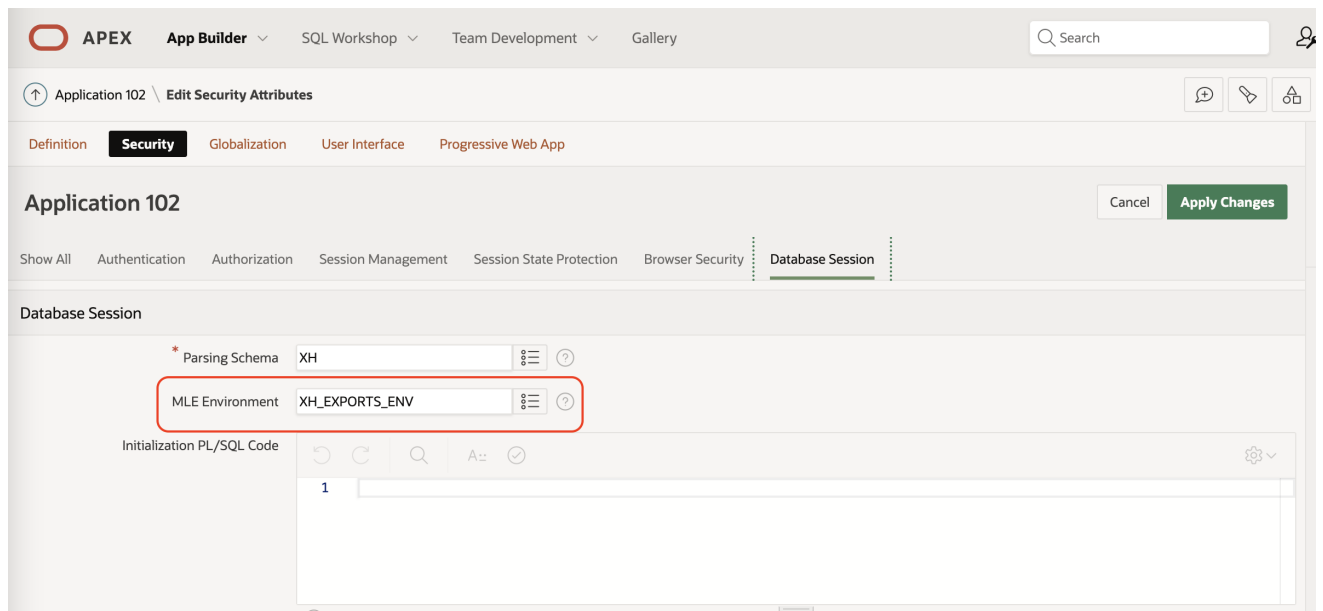 APEX App Builder SQL Workshop Team Development Gallery Search
Application 102 \ Edit Security Attributes
Definition Security Globalization User Interface Progressive Web App
Application 102 Cancel Apply Changes
Show All Authentication Authorization Session Management Session State Protection Browser Security Database Session
Database Session
* Parsing Schema XH ?
MLE Environment XH_EXPORTS_ENV ?
Initialization PL/SQL Code
A::
1